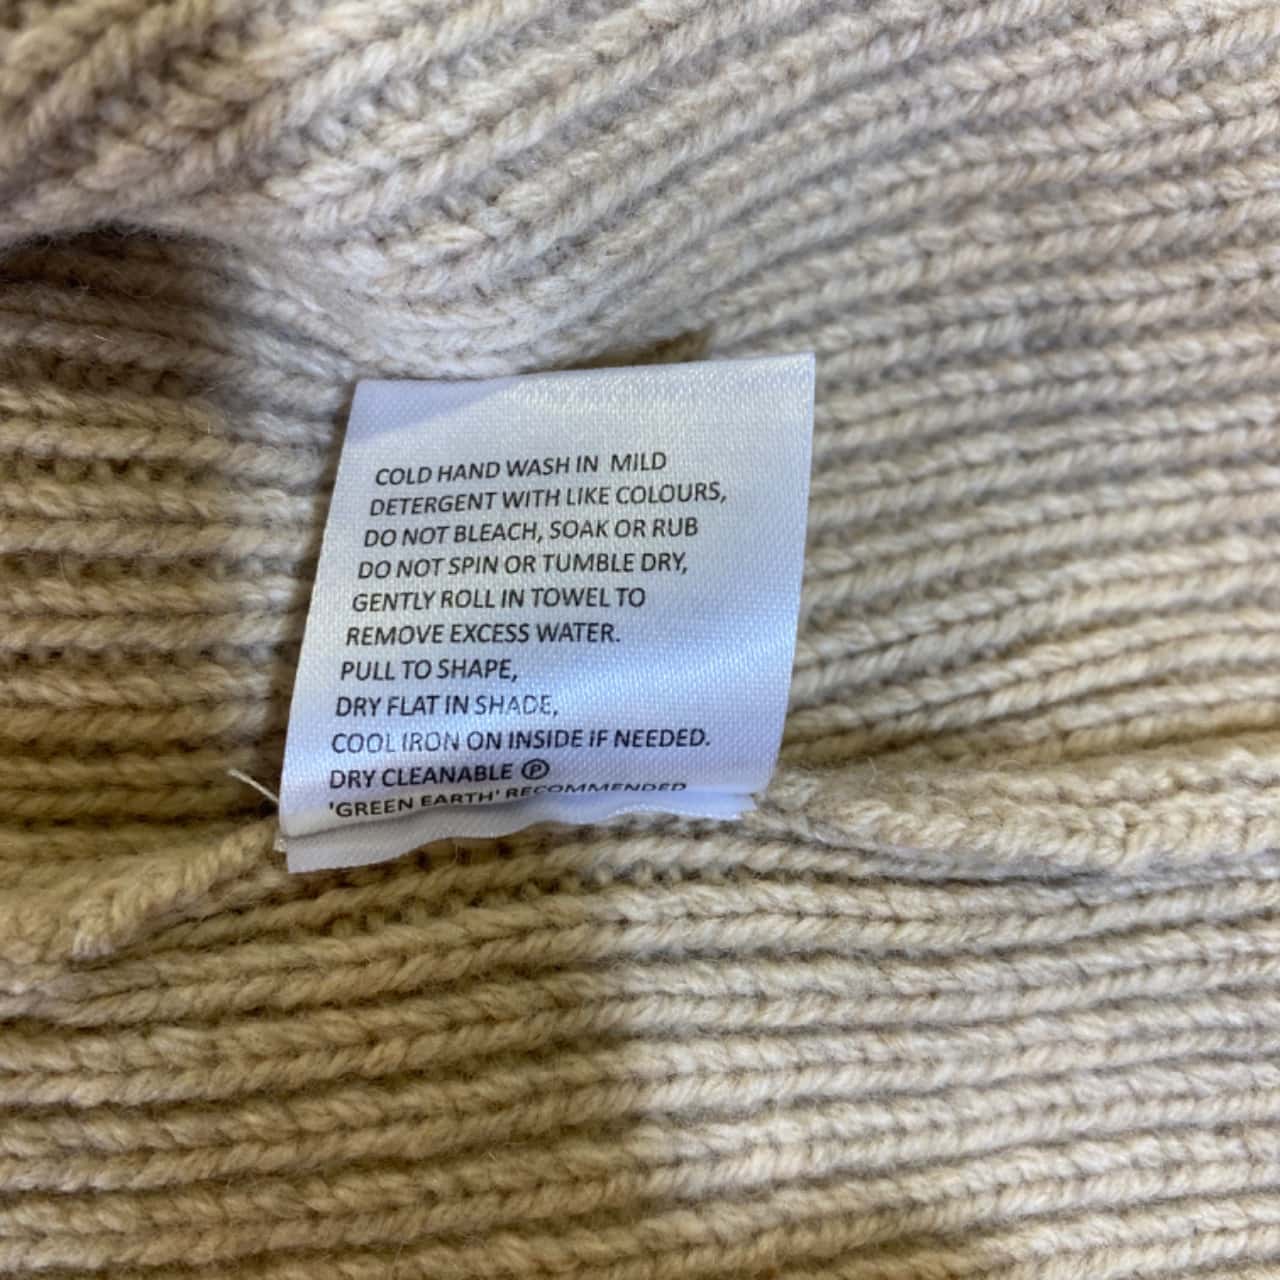 COLD HAND WASH IN MILD
DETERGENT WITH LIKE COLOURS,
DO NOT BLEACH, SOAK OR RUB
DO NOT SPIN OR TUMBLE DRY,
GENTLY ROLL IN TOWEL TO
REMOVE EXCESS WATER.
PULL TO SHAPE,
DRY FLAT IN SHADE,
COOL IRON ON INSIDE IF NEEDED.
DRY CLEANABLE Ⓟ
'GREEN EARTH' RECOMMENDED